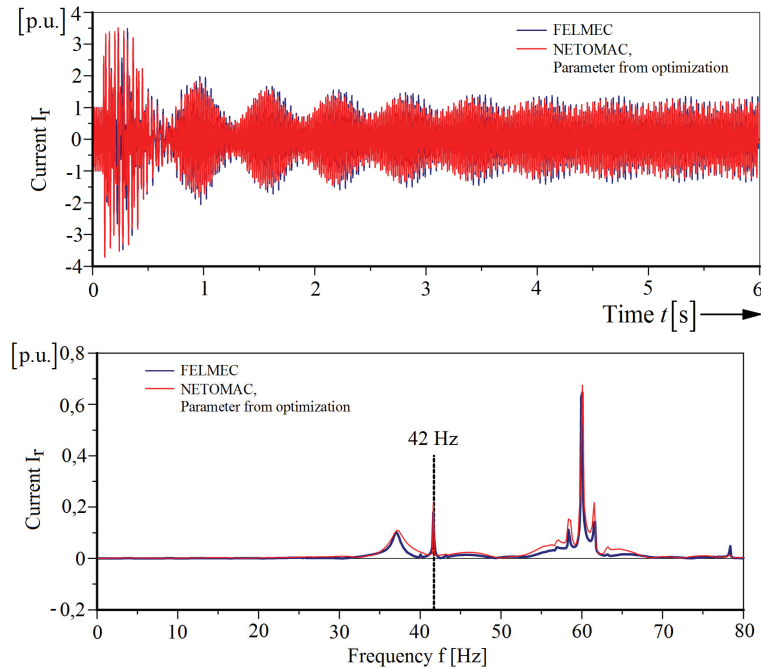 [p.u.]
4
3
2
1
0
-1
-2
-3
-4
Current Ir
FELMEC
NETOMAC,
Parameter from optimization
0 1 2 3 4 5 6
Time t[s]
[p.u.]
0,8
0,6
0,4
0,2
0
-0,2
Current Ir
FELMEC
NETOMAC,
Parameter from optimization
42 Hz
0 10 20 30 40 50 60 70 80
Frequency f [Hz]